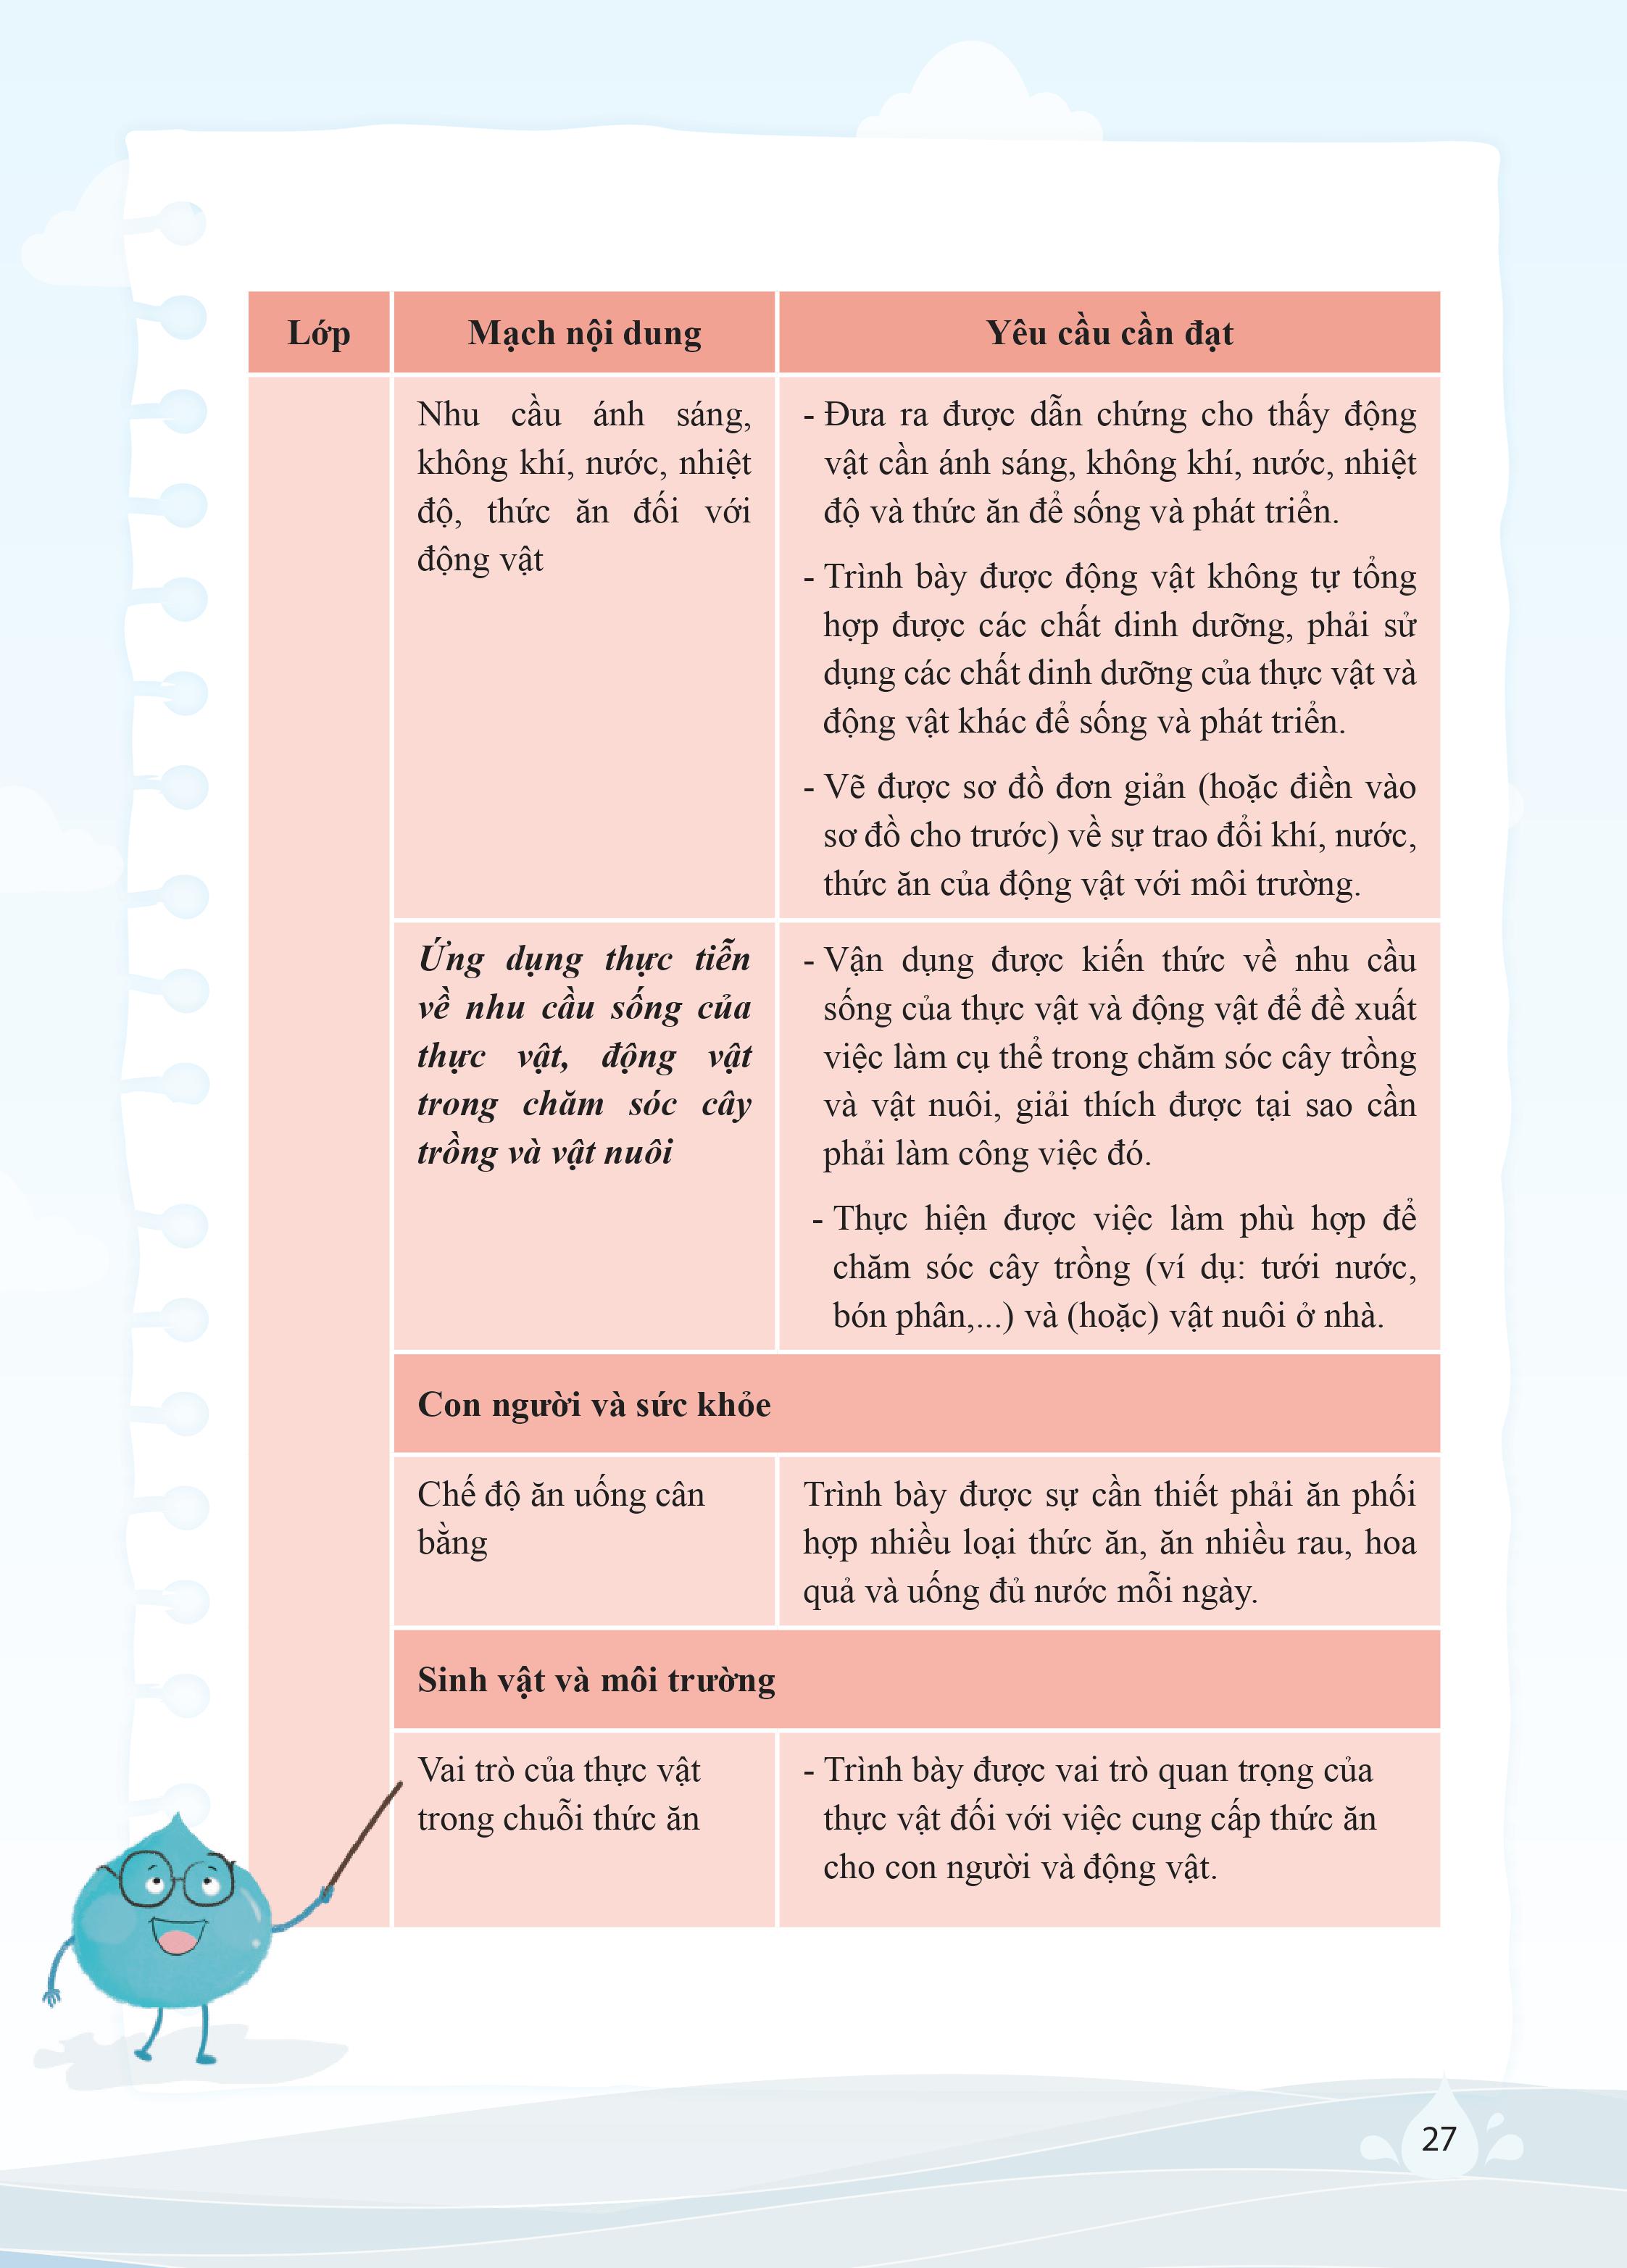 Lớp
Mạch nội dung
Yêu cầu cần đạt
Nhu cầu ánh sáng,
không khí, nước, nhiệt
độ, thức ăn đối với
động vật
- Đưa ra được dẫn chứng cho thấy động
vật cần ánh sáng, không khí, nước, nhiệt
độ và thức ăn để sống và phát triển.
- Trình bày được động vật không tự tổng
hợp được các chất dinh dưỡng, phải sử
dụng các chất dinh dưỡng của thực vật và
động vật khác để sống và phát triển.
- Vẽ được sơ đồ đơn giản (hoặc điền vào
sơ đồ cho trước) về sự trao đổi khí, nước,
thức ăn của động vật với môi trường.
Ứng dụng thực tiễn
về nhu cầu sống của
thực vật, động vật
trong chăm sóc cây
trồng và vật nuôi
- Vận dụng được kiến thức về nhu cầu
sống của thực vật và động vật để đề xuất
việc làm cụ thể trong chăm sóc cây trồng
và vật nuôi, giải thích được tại sao cần
phải làm công việc đó.
- Thực hiện được việc làm phù hợp để
chăm sóc cây trồng (ví dụ: tưới nước,
bón phân,...) và (hoặc) vật nuôi ở nhà.
Con người và sức khỏe
Chế độ ăn uống cân
bằng
Trình bày được sự cần thiết phải ăn phối
hợp nhiều loại thức ăn, ăn nhiều rau, hoa
quả và uống đủ nước mỗi ngày.
Sinh vật và môi trường
Vai trò của thực vật
trong chuỗi thức ăn
- Trình bày được vai trò quan trọng của
thực vật đối với việc cung cấp thức ăn
cho con người và động vật.
27